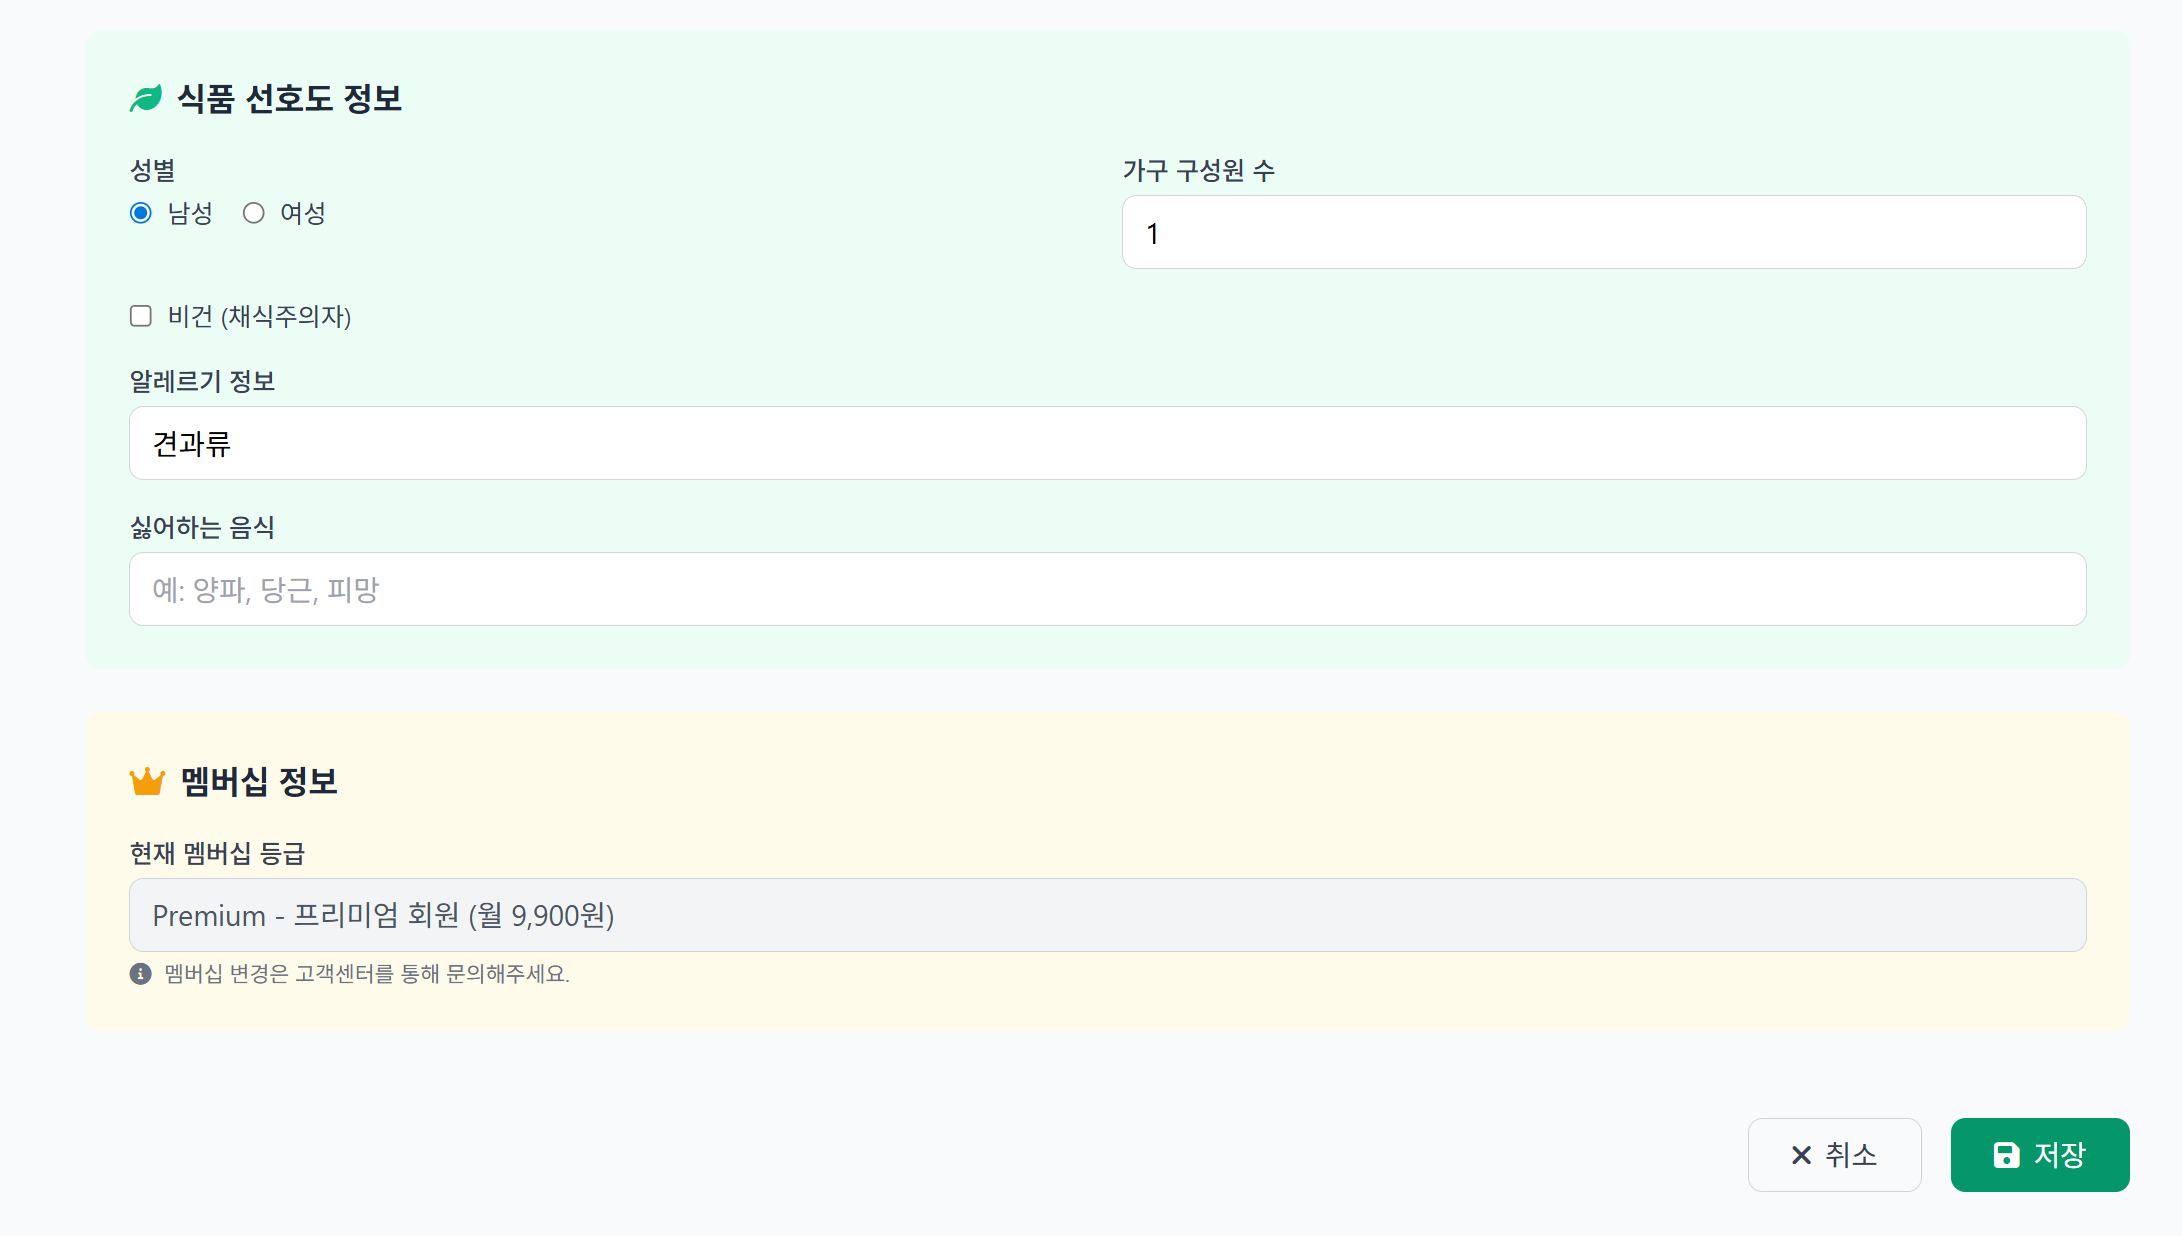 식품 선호도 정보
성별
남성 여성
가구 구성원 수
1
비건 (채식주의자)
알레르기 정보
견과류
싫어하는 음식
예: 양파, 당근, 피망
멤버십 정보
현재 멤버십 등급
Premium - 프리미엄 회원 (월 9,900원)
멤버십 변경은 고객센터를 통해 문의해주세요.
취소
저장